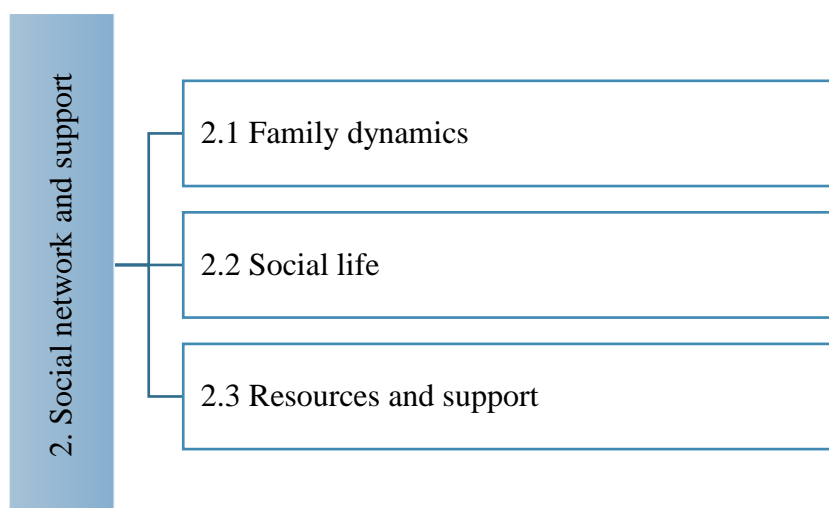 2. Social network and support
2.1 Family dynamics
2.2 Social life
2.3 Resources and support